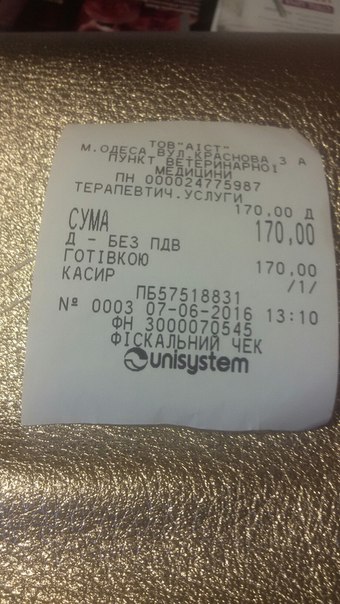 ТОВ"АІСТ"
М.ОДЕСА ВУЛ.КРАСНОВА 3 А
ПУНКТ ВЕТЕРИНАРНОІ
МЕДИЦИНИ
ПН 000024775987
ТЕРАПЕВТИЧ.УСЛУГИ
170.00 Д
СУМА 170,00
Д - БЕЗ ПДВ
ГОТІВКОЮ 170,00
КАСИР /1/
ПБ57518831
№ 0003 07-06-2016 13:10
ФН 3000070545
ФІСКАЛЬНИЙ ЧЕК
unisystem